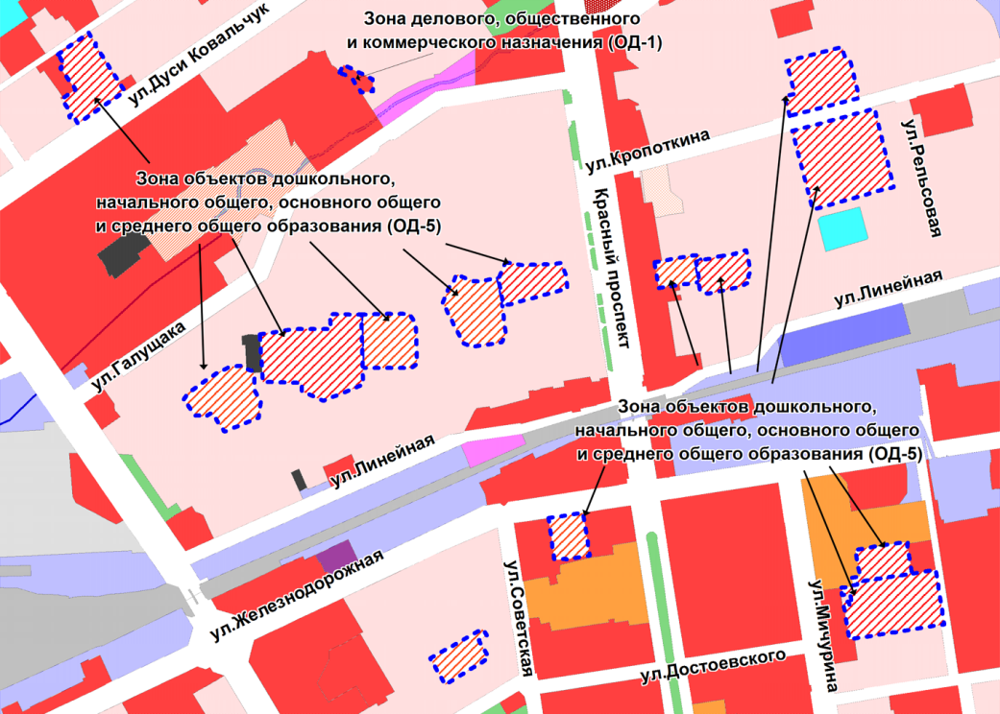 Зона делового, общественного
и коммерческого назначения (ОД-1)
ул.Дуси Ковальчук
ул.Кропоткина
ул.Рельсовая
Зона объектов дошкольного,
начального общего, основного общего
и среднего общего образования (ОД-5)
Красный проспект
ул.Линейная
ул.Галущака
Зона объектов дошкольного,
начального общего, основного общего
и среднего общего образования (ОД-5)
ул.Линейная
ул.Железнодорожная
ул.Советская
ул.Мичурина
ул.Достоевского